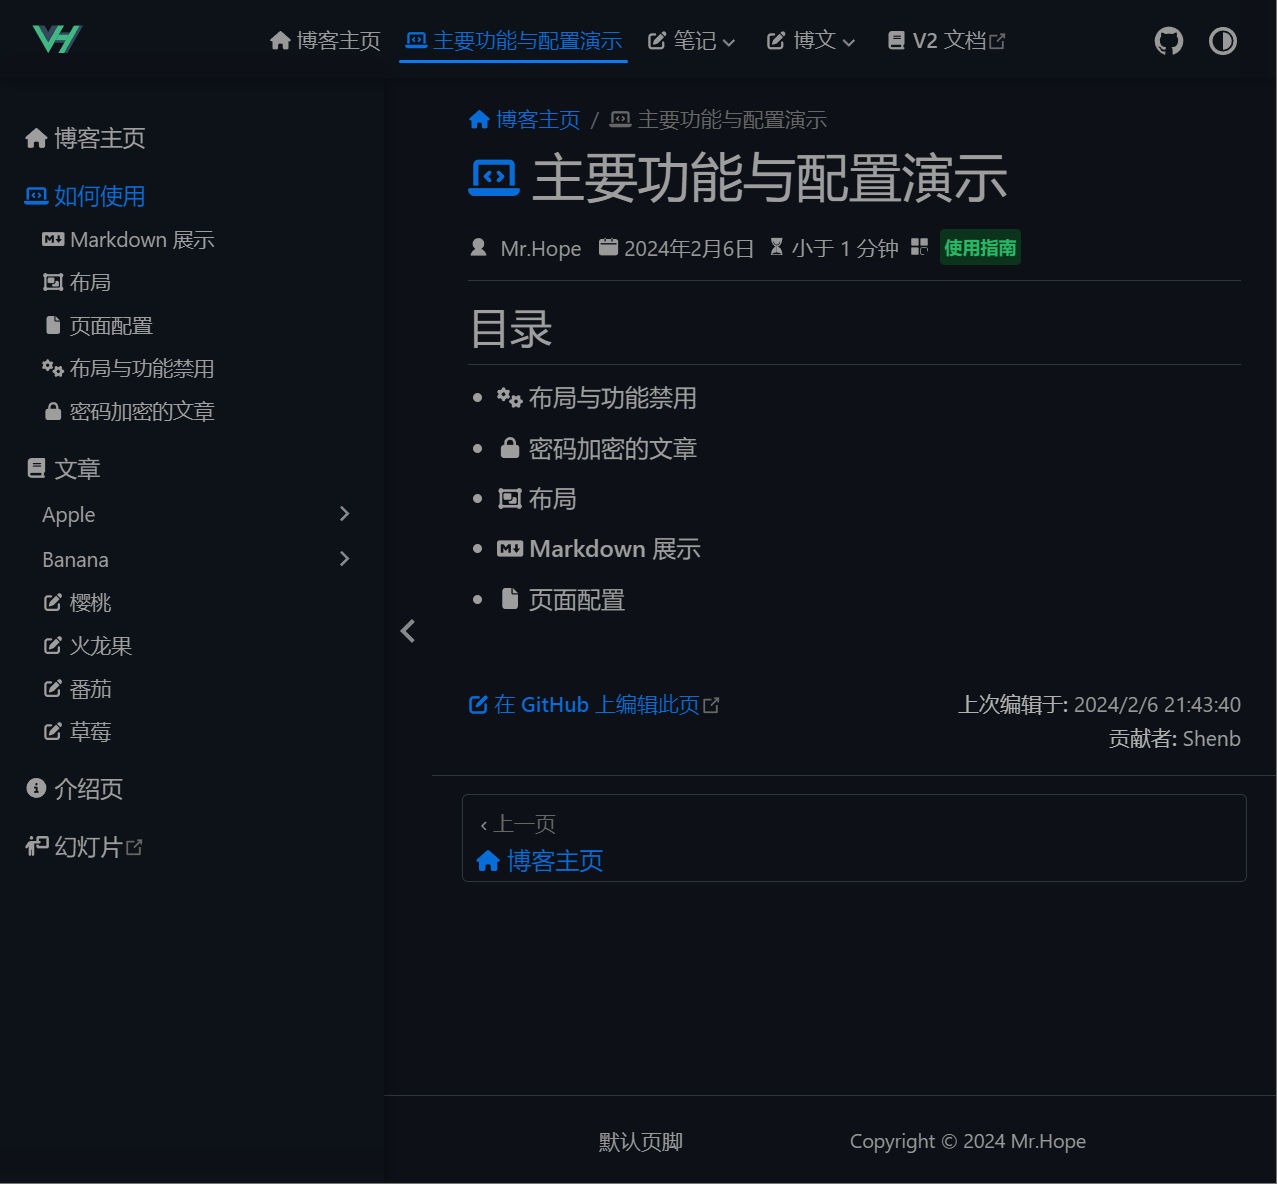 博客主页 主要功能与配置演示 笔记 博文 V2 文档
博客主页
如何使用
Markdown 展示
布局
页面配置
布局与功能禁用
密码加密的文章
文章
Apple
Banana
樱桃
火龙果
番茄
草莓
介绍页
幻灯片
博客主页 / 主要功能与配置演示
主要功能与配置演示
Mr.Hope 2024年2月6日 小于 1 分钟 使用指南
目录
布局与功能禁用
密码加密的文章
布局
Markdown 展示
页面配置
在 GitHub 上编辑此页 上次编辑于: 2024/2/6 21:43:40
贡献者: Shenb
上一页
博客主页
默认页脚 Copyright © 2024 Mr.Hope